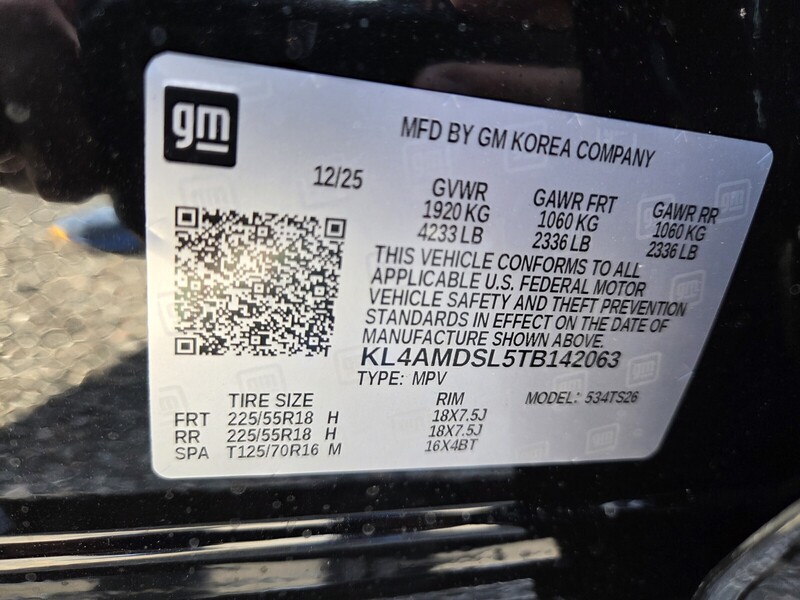 gm
MFD BY GM KOREA COMPANY
12/25
GVWR GAWR FRT GAWR RR
1920 KG 1060 KG 1060 KG
4233 LB 2336 LB 2336 LB
THIS VEHICLE CONFORMS TO ALL
APPLICABLE U.S. FEDERAL MOTOR
VEHICLE SAFETY AND THEFT PREVENTION
STANDARDS IN EFFECT ON THE DATE OF
MANUFACTURE SHOWN ABOVE.
KL4AMDSL5TB142063
TYPE: MPV
TIRE SIZE RIM MODEL: 534TS26
FRT 225/55R18 H 18X7.5J
RR 225/55R18 H 18X7.5J
SPA T125/70R16 M 16X4BT